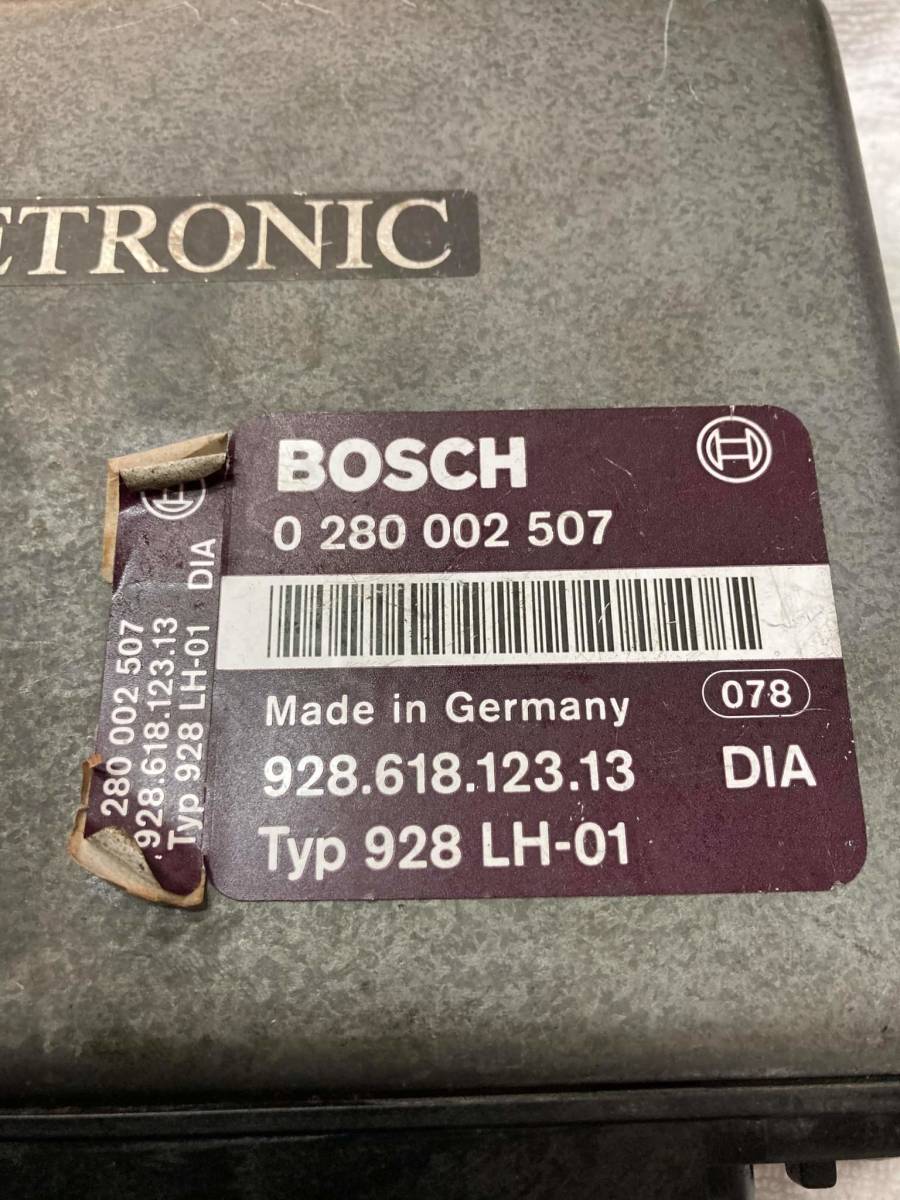 ETRONIC
BOSCH
0 280 002 507
Made in Germany 078
928.618.123.13 DIA
Typ 928 LH-01
280 002 507
928.618.123.13
Typ 928 LH-01 DIA